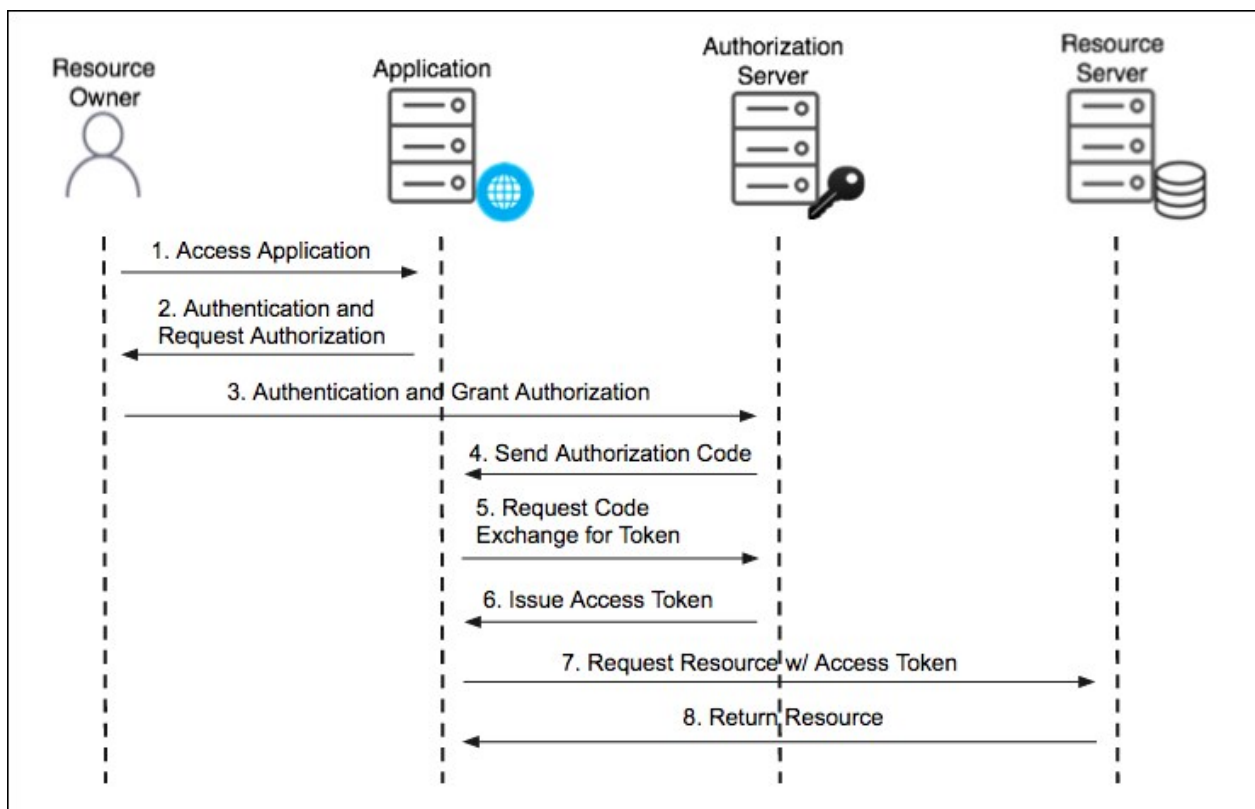 Resource
Owner
Application
Authorization
Server
Resource
Server
1. Access Application
2. Authentication and
Request Authorization
3. Authentication and Grant Authorization
4. Send Authorization Code
5. Request Code
Exchange for Token
6. Issue Access Token
7. Request Resource w/ Access Token
8. Return Resource